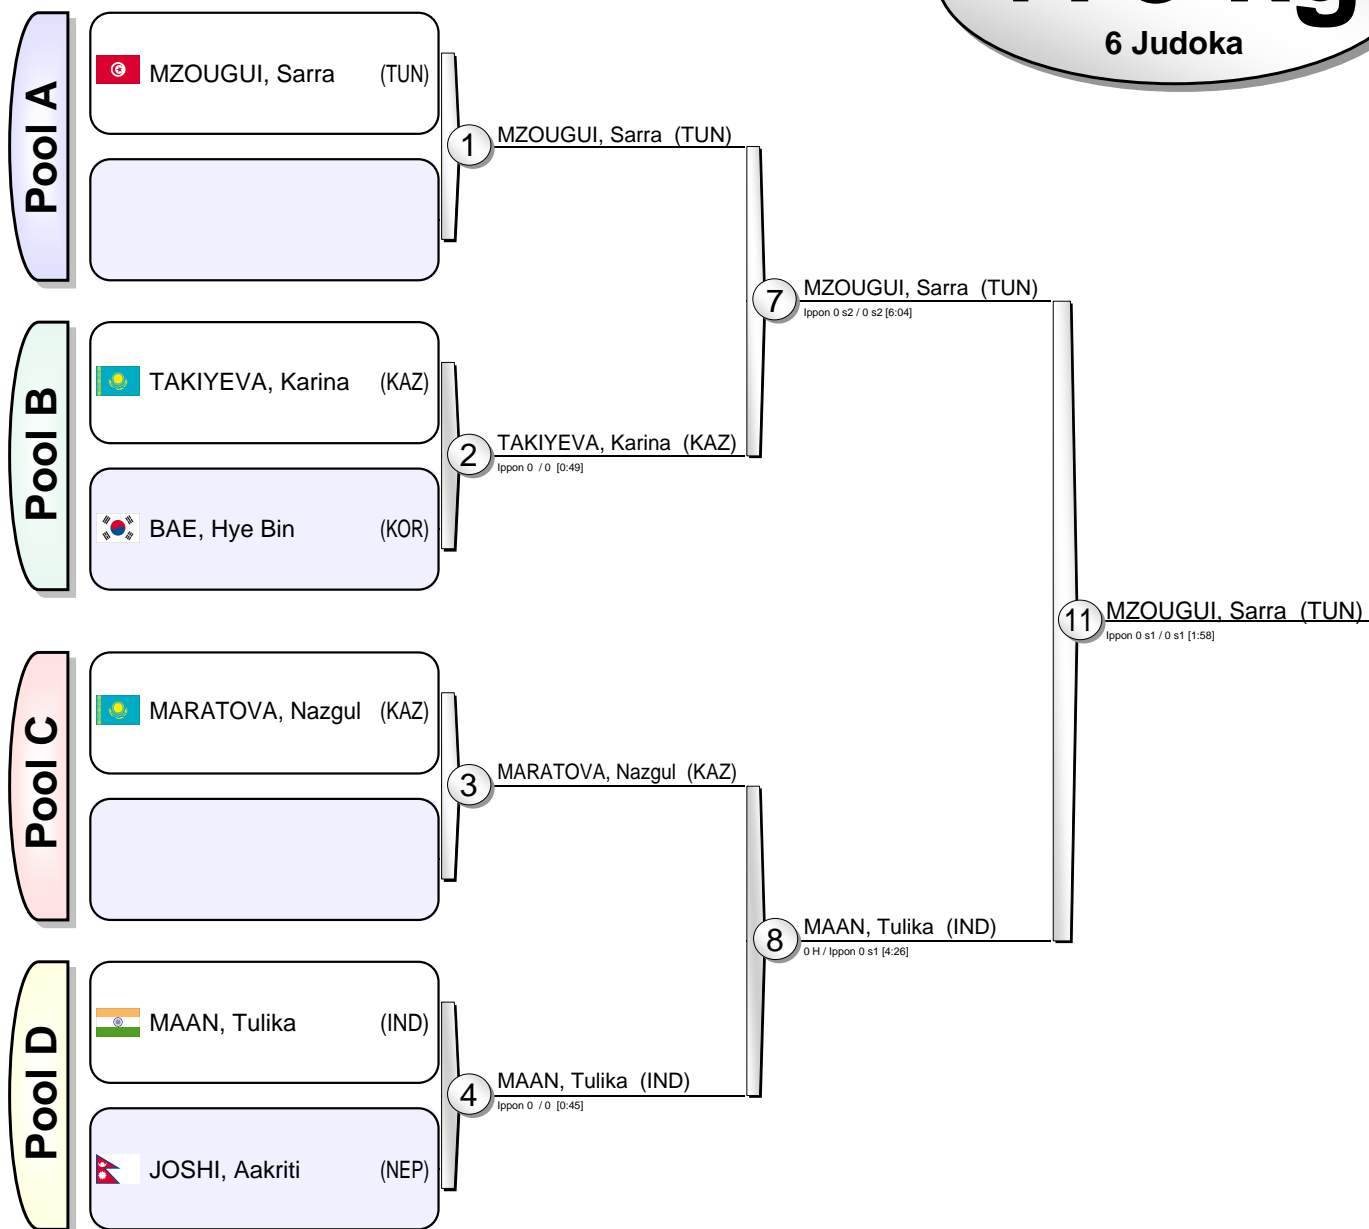 6 Judoka
Pool A
MZOUGUI, Sarra (TUN)
1
MZOUGUI, Sarra (TUN)
7
MZOUGUI, Sarra (TUN)
Ippon 0 s2 / 0 s2 [6:04]
Pool B
TAKIYEVA, Karina (KAZ)
2
TAKIYEVA, Karina (KAZ)
Ippon 0 / 0 [0:49]
BAE, Hye Bin (KOR)
11
MZOUGUI, Sarra (TUN)
Ippon 0 s1 / 0 s1 [1:58]
Pool C
MARATOVA, Nazgul (KAZ)
3
MARATOVA, Nazgul (KAZ)
8
MAAN, Tulika (IND)
0 H / Ippon 0 s1 [4:26]
Pool D
MAAN, Tulika (IND)
4
MAAN, Tulika (IND)
Ippon 0 / 0 [0:45]
JOSHI, Aakriti (NEP)